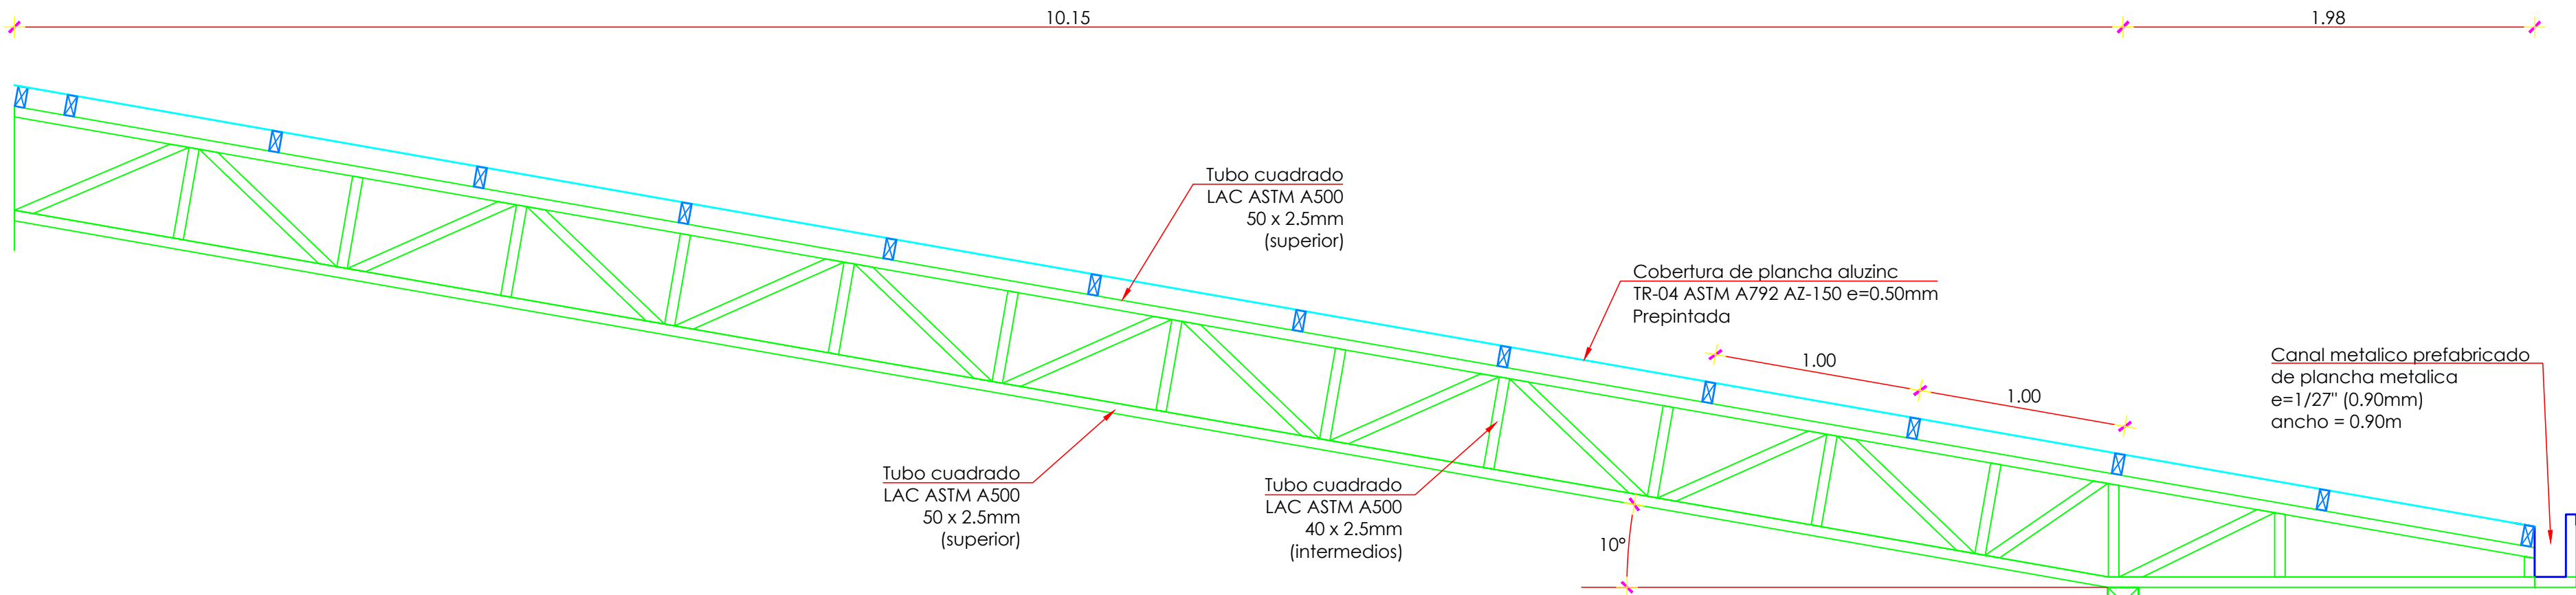 10.15
1.98
Tubo cuadrado
LAC ASTM A500
50 x 2.5mm
(superior)
Cobertura de plancha aluzinc
TR-04 ASTM A792 AZ-150 e=0.50mm
Prepintada
1.00
1.00
Canal metalico prefabricado
de plancha metalica
e=1/27" (0.90mm)
ancho = 0.90m
Tubo cuadrado
LAC ASTM A500
50 x 2.5mm
(superior)
Tubo cuadrado
LAC ASTM A500
40 x 2.5mm
(intermedios)
10°